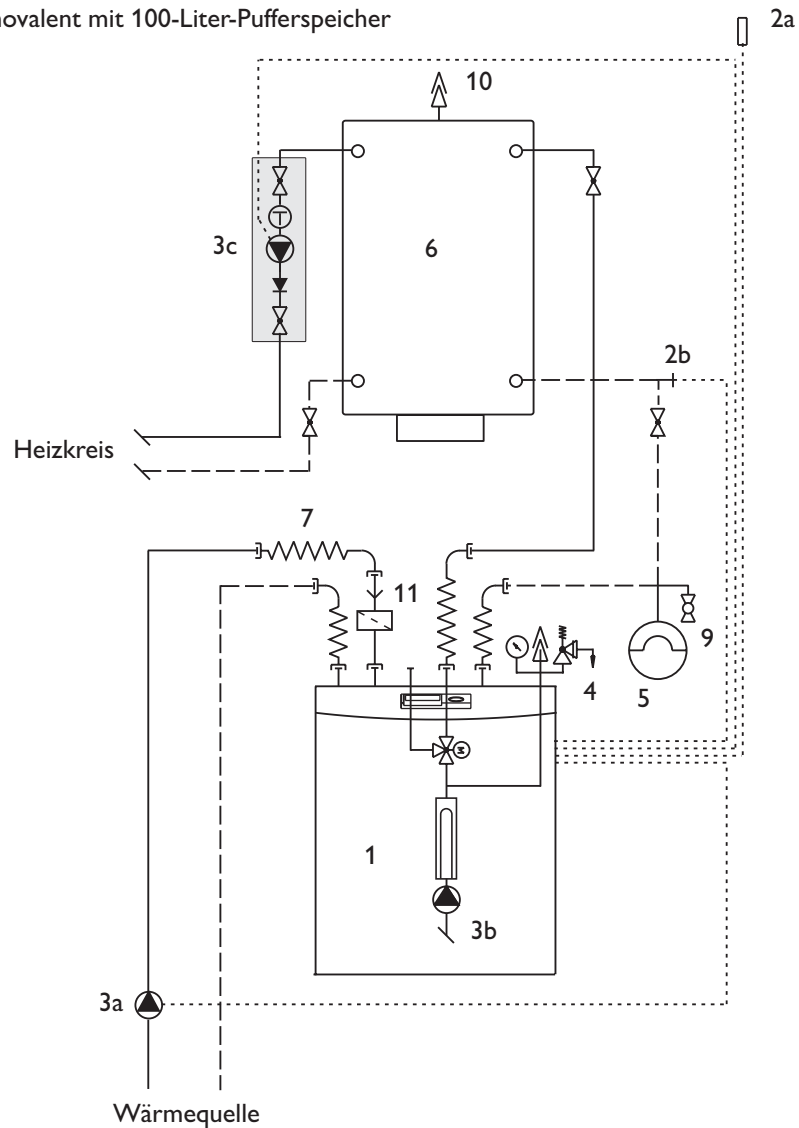 novalent mit 100-Liter-Pufferspeicher
2a
10
T
3c
6
2b
Heizkreis
7
11
9
4
5
M
1
3b
3a
Wärmequelle